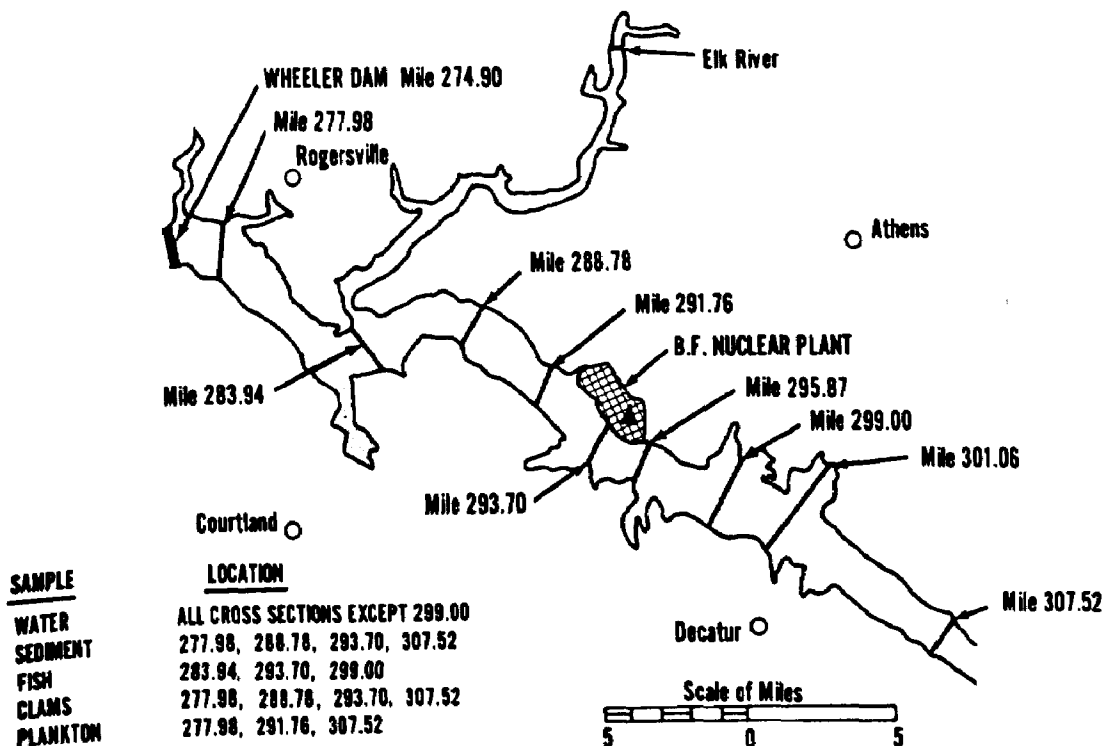 Elk River
WHEELER DAM Mile 274.90
Mile 277.98
Rogersville
Athens
Mile 288.78
Mile 291.76
B.F. NUCLEAR PLANT
Mile 295.87
Mile 283.94
Mile 299.00
Mile 301.06
Mile 293.70
Courtland
Mile 307.52
Decatur
SAMPLE LOCATION
WATER ALL CROSS SECTIONS EXCEPT 299.00
SEDIMENT 277.98, 288.78, 293.70, 307.52
FISH 283.94, 293.70, 299.00
CLAMS 277.98, 288.78, 293.70, 307.52
PLANKTON 277.98, 291.76, 307.52
Scale of Miles
5 0 5